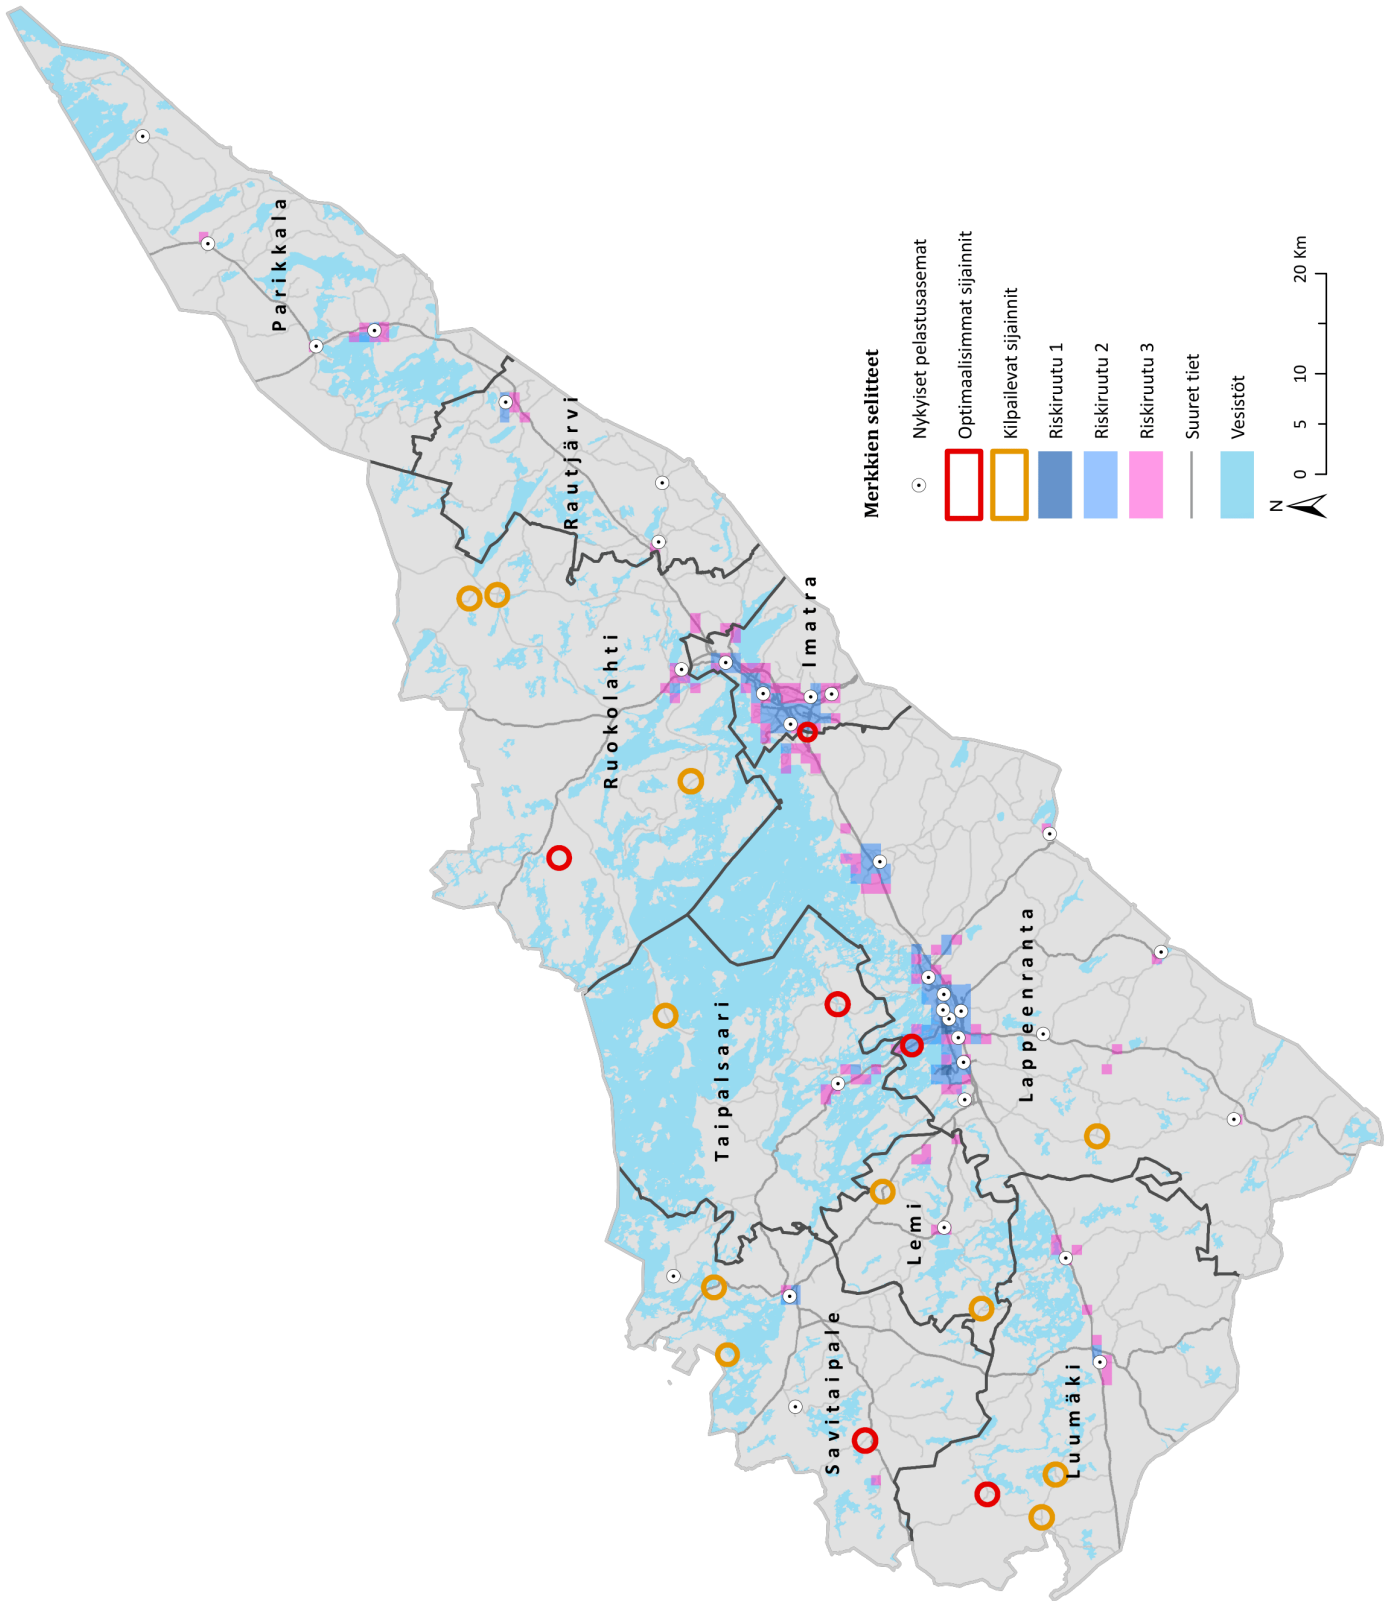 Parikkala
Rautjärvi
Ruokolahti
Imatra
Taipalsaari
Lappeenranta
Lemi
Savitaipale
Luumäki
Merkkien selitteet
Nykyiset pelastusasemat
Optimaalisimmat sijainnit
Kilpailevat sijainnit
Riskiruutu 1
Riskiruutu 2
Riskiruutu 3
Suuret tiet
Vesistöt
N
0 5 10 20 Km